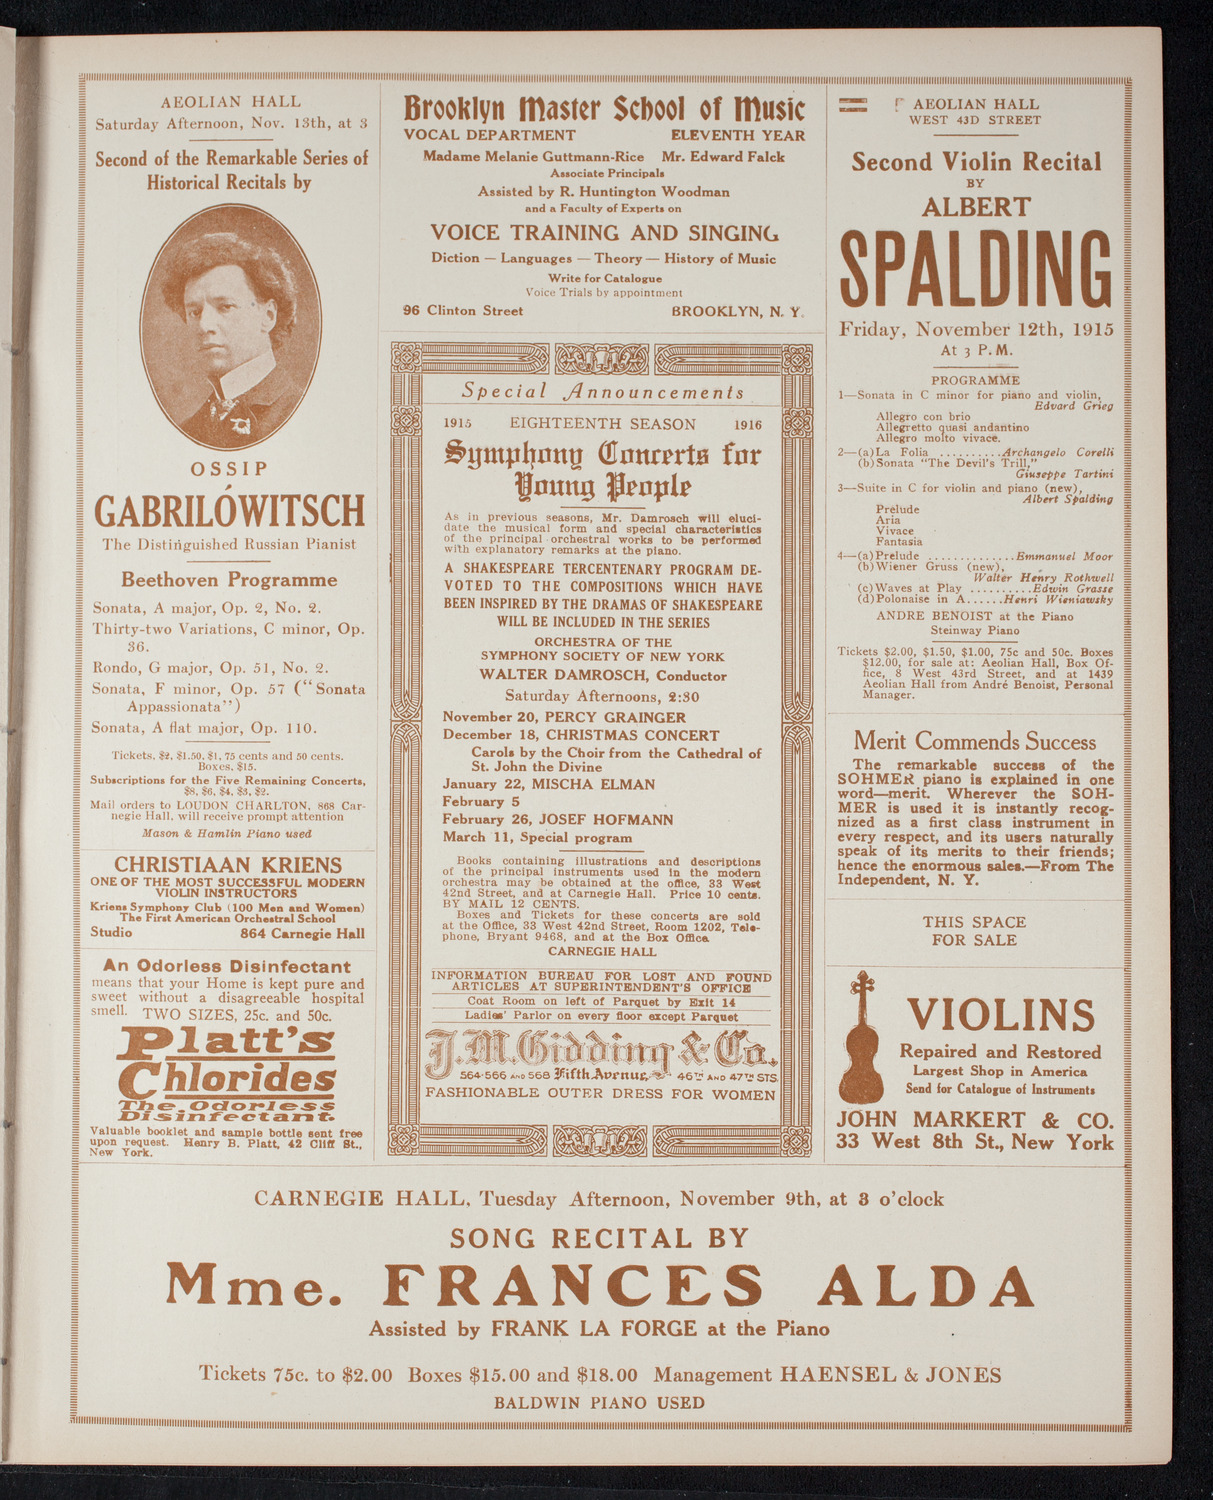 AEOLIAN HALL
Saturday Afternoon, Nov. 13th, at 3
Second of the Remarkable Series of
Historical Recitals by
OSSIP
GABRILÓWITSCH
The Distinguished Russian Pianist
Beethoven Programme
Sonata, A major, Op. 2, No. 2.
Thirty-two Variations, C minor, Op.
36.
Rondo, G major, Op. 51, No. 2.
Sonata, F minor, Op. 57 (“Sonata
Appassionata”)
Sonata, A flat major, Op. 110.
Tickets, $2, $1.50, $1, 75 cents and 50 cents.
Boxes, $15.
Subscriptions for the Five Remaining Concerts,
$8, $6, $4, $3, $2.
Mail orders to LOUDON CHARLTON, 868 Car-
negie Hall, will receive prompt attention
Mason & Hamlin Piano used
CHRISTIAAN KRIENS
ONE OF THE MOST SUCCESSFUL MODERN
VIOLIN INSTRUCTORS
Kriens Symphony Club (100 Men and Women)
The First American Orchestral School
Studio 864 Carnegie Hall
An Odorless Disinfectant
means that your Home is kept pure and
sweet without a disagreeable hospital
smell. TWO SIZES, 25c. and 50c.
Platt's
Chlorides
The Odorless
Disinfectant.
Valuable booklet and sample bottle sent free
upon request. Henry B. Platt, 42 Cliff St.,
New York.
Brooklyn Master School of Music
VOCAL DEPARTMENT ELEVENTH YEAR
Madame Melanie Guttmann-Rice Mr. Edward Falck
Associate Principals
Assisted by R. Huntington Woodman
and a Faculty of Experts on
VOICE TRAINING AND SINGING
Diction — Languages — Theory — History of Music
Write for Catalogue
Voice Trials by appointment
96 Clinton Street BROOKLYN, N. Y.
Special Announcements
1915 EIGHTEENTH SEASON 1916
Symphony Concerts for
Young People
As in previous seasons, Mr. Damrosch will eluci-
date the musical form and special characteristics
of the principal orchestral works to be performed
with explanatory remarks at the piano.
A SHAKESPEARE TERCENTENARY PROGRAM DE-
VOTED TO THE COMPOSITIONS WHICH HAVE
BEEN INSPIRED BY THE DRAMAS OF SHAKESPEARE
WILL BE INCLUDED IN THE SERIES
ORCHESTRA OF THE
SYMPHONY SOCIETY OF NEW YORK
WALTER DAMROSCH, Conductor
Saturday Afternoons, 2:30
November 20, PERCY GRAINGER
December 18, CHRISTMAS CONCERT
Carols by the Choir from the Cathedral of
St. John the Divine
January 22, MISCHA ELMAN
February 5
February 26, JOSEF HOFMANN
March 11, Special program
Books containing illustrations and descriptions
of the principal instruments used in the modern
orchestra may be obtained at the office, 33 West
42nd Street, and at Carnegie Hall. Price 10 cents.
BY MAIL 12 CENTS.
Boxes and Tickets for these concerts are sold
at the Office, 33 West 42nd Street, Room 1202, Tele-
phone, Bryant 9468, and at the Box Office
CARNEGIE HALL
INFORMATION BUREAU FOR LOST AND FOUND
ARTICLES AT SUPERINTENDENT'S OFFICE
Coat Room on left of Parquet by Exit 14
Ladies' Parlor on every floor except Parquet
J.M. Gidding & Co.
564-566 AND 568 Fifth Avenue, 46TH AND 47TH STS.
FASHIONABLE OUTER DRESS FOR WOMEN
AEOLIAN HALL
WEST 43D STREET
Second Violin Recital
BY
ALBERT
SPALDING
Friday, November 12th, 1915
At 3 P.M.
PROGRAMME
1—Sonata in C minor for piano and violin,
Edvard Grieg
Allegro con brio
Allegretto quasi andantino
Allegro molto vivace.
2—(a) La Folia ..........Archangelo Corelli
(b) Sonata “The Devil's Trill,”
Giuseppe Tartini
3—Suite in C for violin and piano (new),
Albert Spalding
Prelude
Aria
Vivace
Fantasia
4—(a) Prelude ..............Emmanuel Moor
(b) Wiener Gruss (new),
Walter Henry Rothwell
(c) Waves at Play ..........Edwin Grasse
(d) Polonaise in A......Henri Wieniawsky
ANDRE BENOIST at the Piano
Steinway Piano
Tickets $2.00, $1.50, $1.00, 75c and 50c. Boxes
$12.00, for sale at: Aeolian Hall, Box Of-
fice, 8 West 43rd Street, and at 1439
Aeolian Hall from André Benoist, Personal
Manager.
Merit Commends Success
The remarkable success of the
SOHMER piano is explained in one
word—merit. Wherever the SOH-
MER is used it is instantly recog-
nized as a first class instrument in
every respect, and its users naturally
speak of its merits to their friends;
hence the enormous sales.—From The
Independent, N. Y.
THIS SPACE
FOR SALE
VIOLINS
Repaired and Restored
Largest Shop in America
Send for Catalogue of Instruments
JOHN MARKERT & CO.
33 West 8th St., New York
CARNEGIE HALL, Tuesday Afternoon, November 9th, at 3 o'clock
SONG RECITAL BY
Mme. FRANCES ALDA
Assisted by FRANK LA FORGE at the Piano
Tickets 75c. to $2.00 Boxes $15.00 and $18.00 Management HAENSEL & JONES
BALDWIN PIANO USED